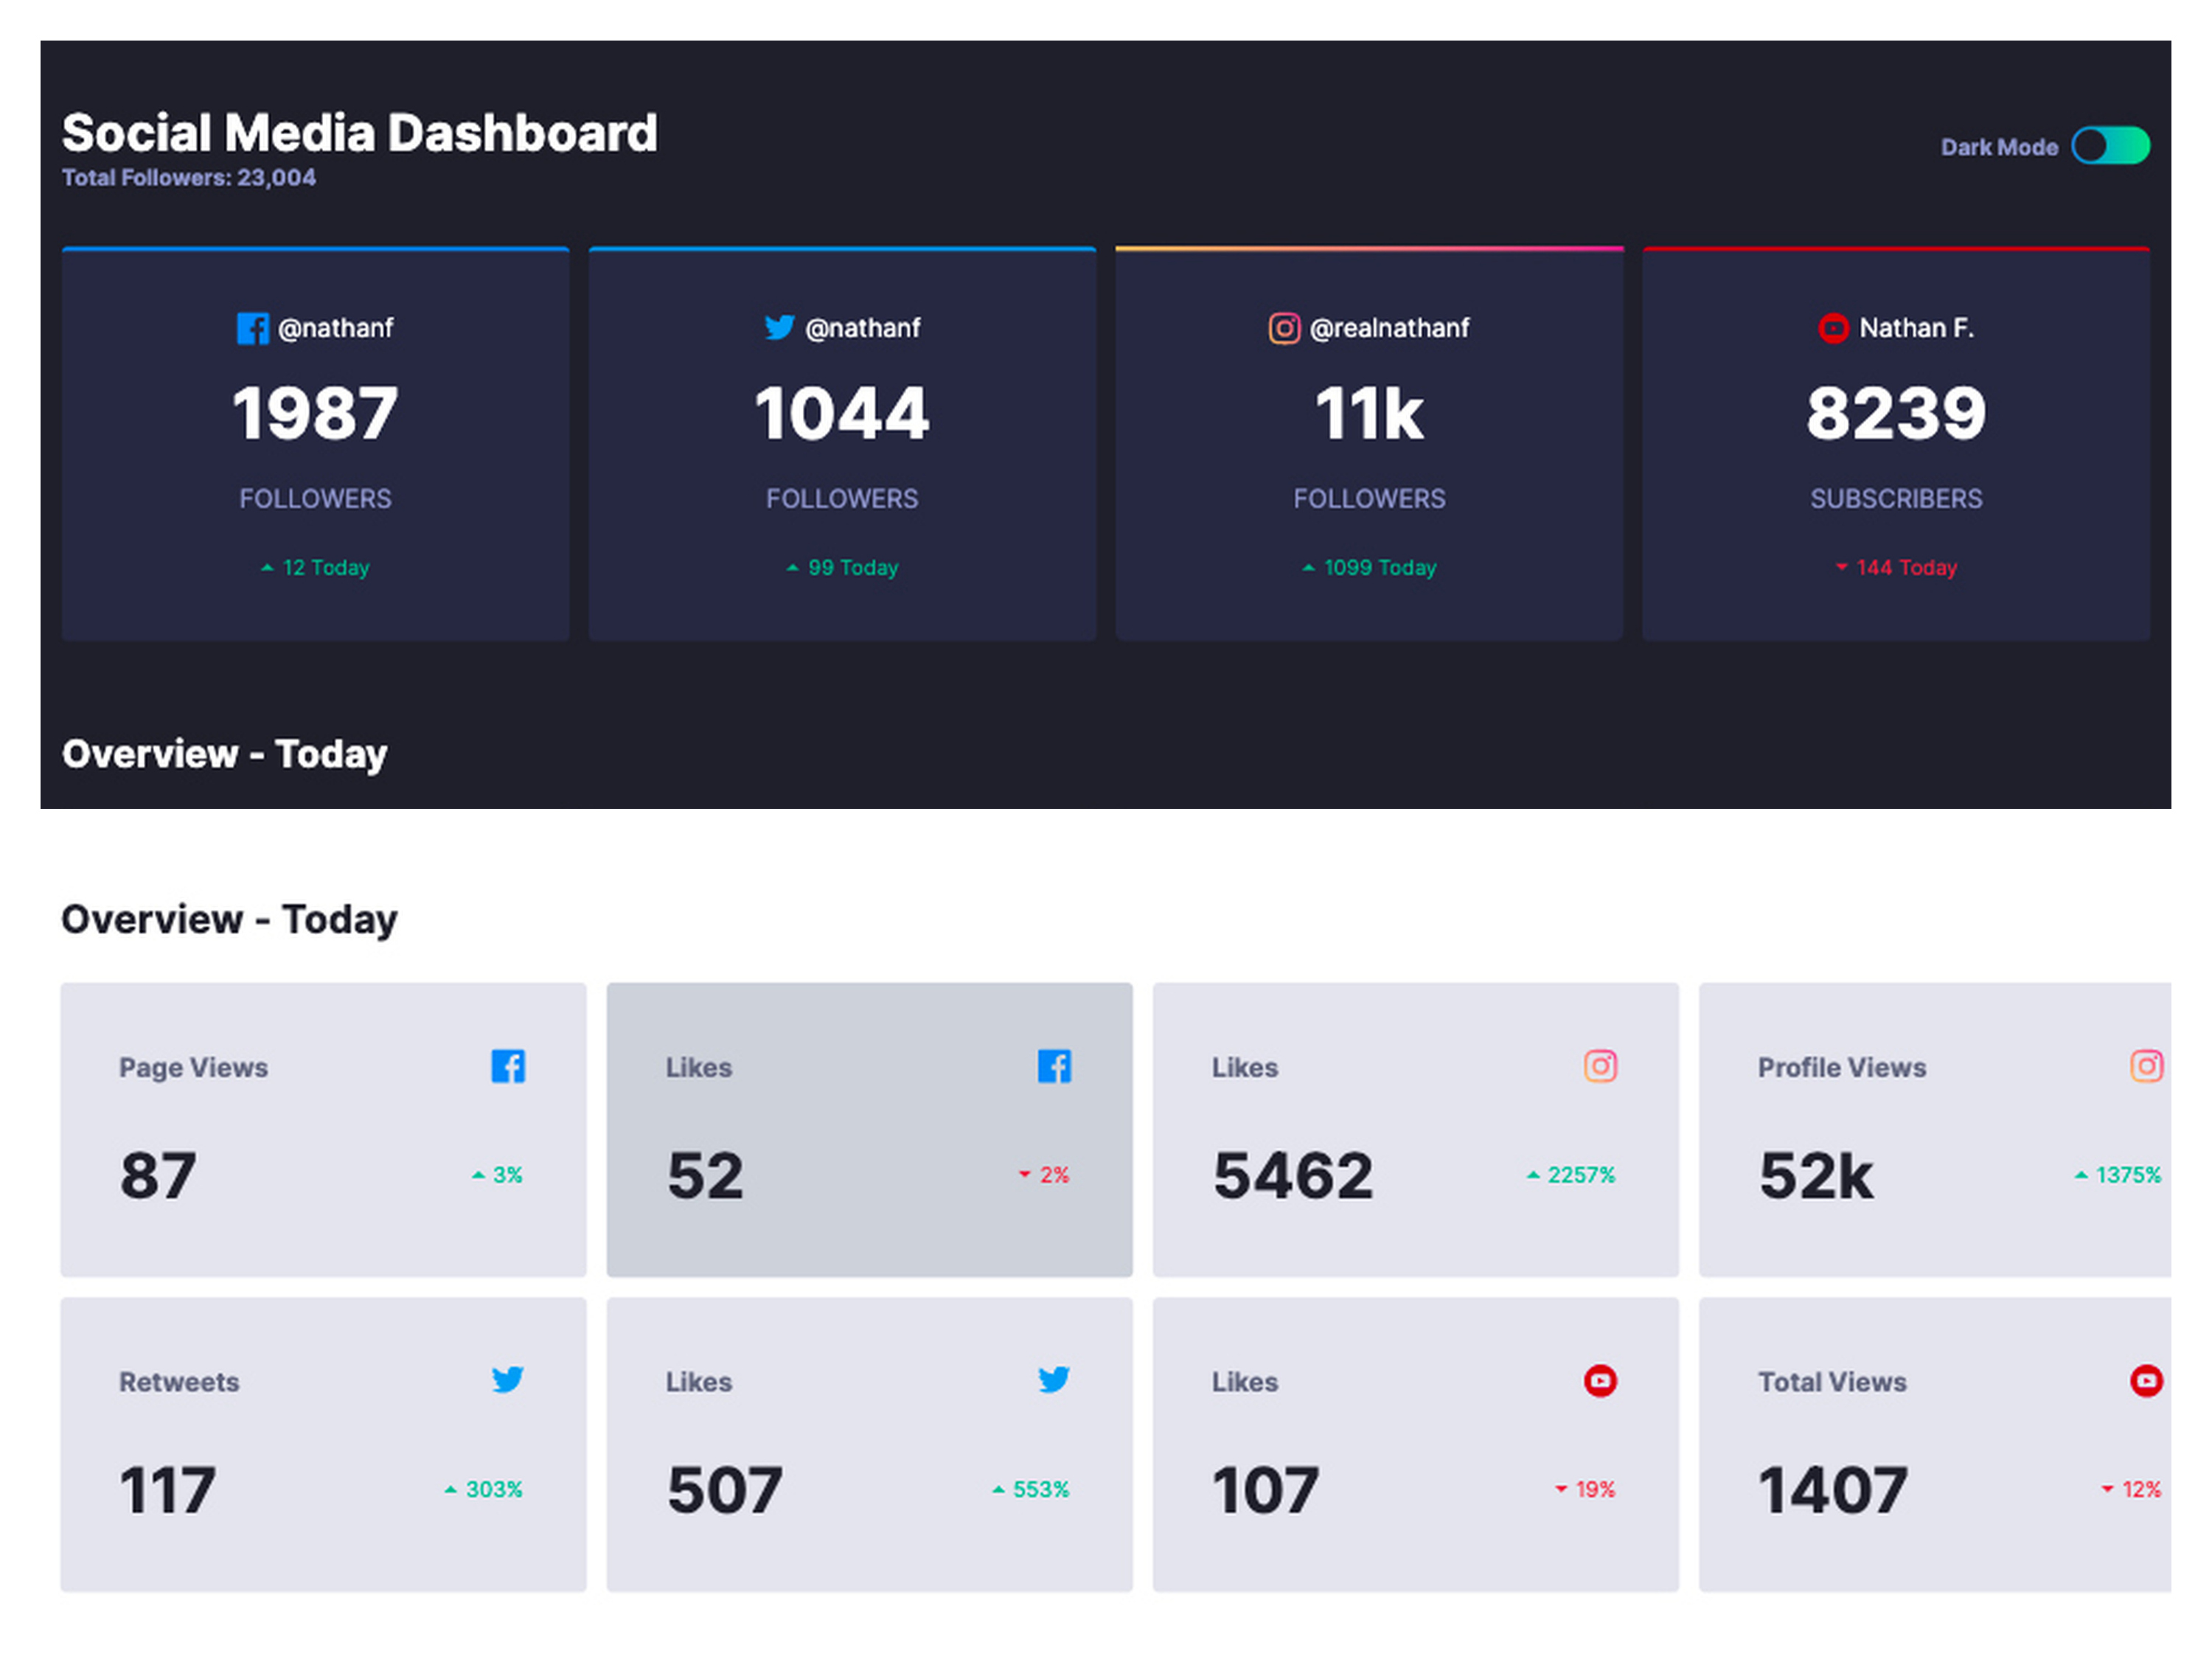 Social Media Dashboard
Total Followers: 23,004
Dark Mode
@nathanf
1987
FOLLOWERS
12 Today
@nathanf
1044
FOLLOWERS
99 Today
@realnathanf
11k
FOLLOWERS
1099 Today
Nathan F.
8239
SUBSCRIBERS
144 Today
Overview - Today
Overview - Today
Page Views
87
3%
Likes
52
2%
Likes
5462
2257%
Profile Views
52k
1375%
Retweets
117
303%
Likes
507
553%
Likes
107
19%
Total Views
1407
12%